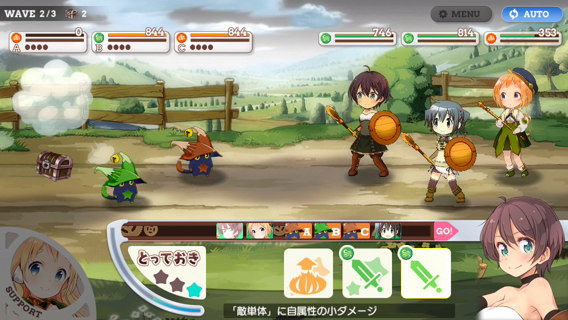 WAVE 2/3 2
MENU
AUTO
A 0
B 844
C 844
746
814
353
A B C GO!
とっておき
SUPPORT
「敵単体」に自属性の小ダメージ